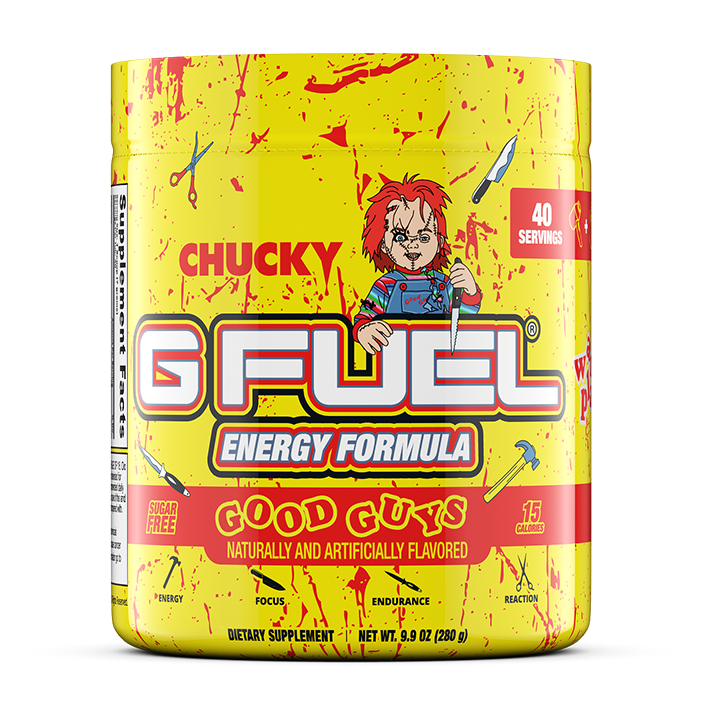 40
SERVINGS
CHUCKY
G FUEL®
ENERGY FORMULA
Supplement Facts
SUGAR
FREE
GOOD GUYS
15
CALORIES
NATURALLY AND ARTIFICIALLY FLAVORED
ENERGY
FOCUS
ENDURANCE
REACTION
DIETARY SUPPLEMENT | NET WT. 9.9 OZ (280 g)